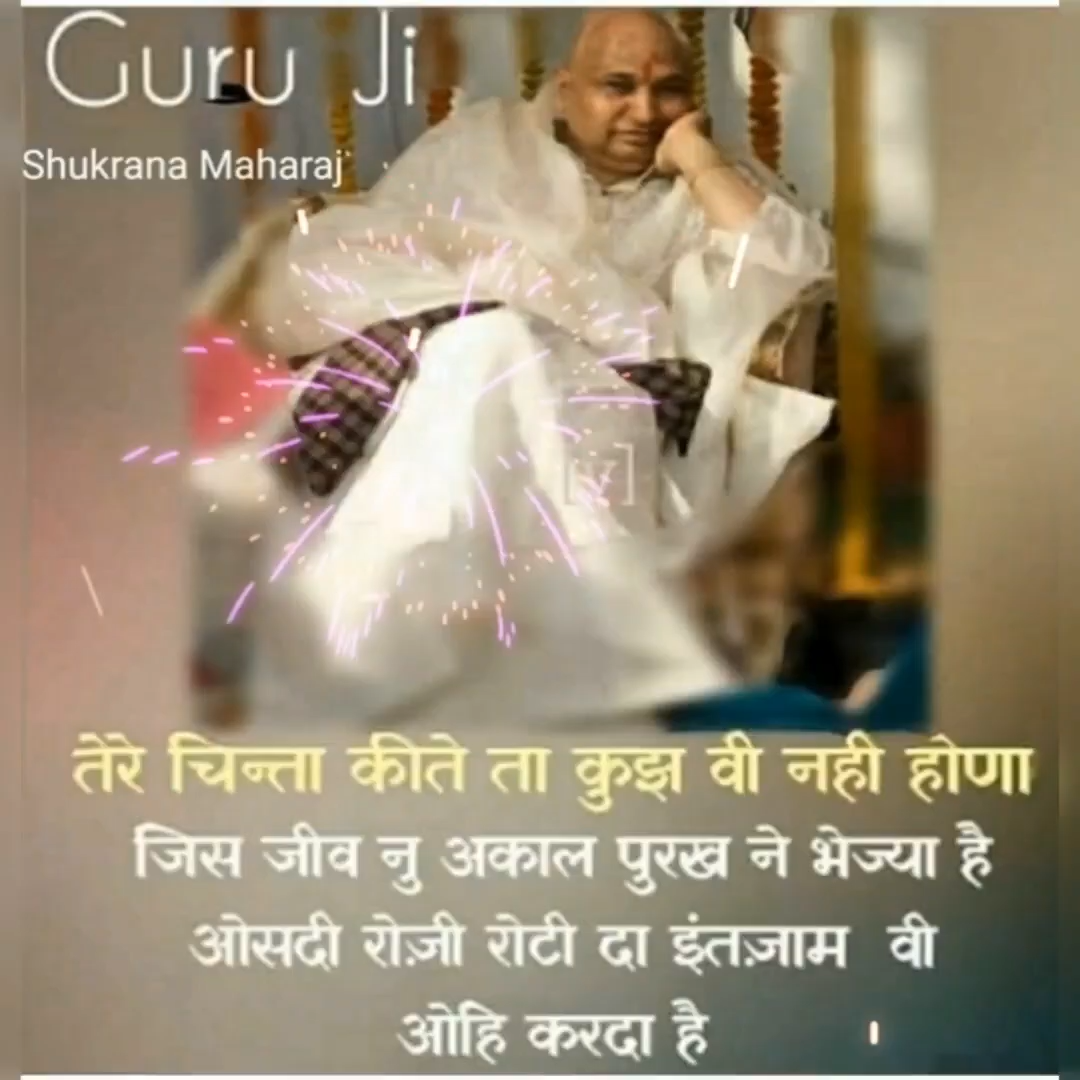 Guru Ji
Shukrana Maharaj
तेरे चिन्ता कीते ता कुझ वी नही होणा
जिस जीव नु अकाल पुरख ने भेज्या है
ओसदी रोज़ी रोटी दा इंतज़ाम वी
ओहि करदा है